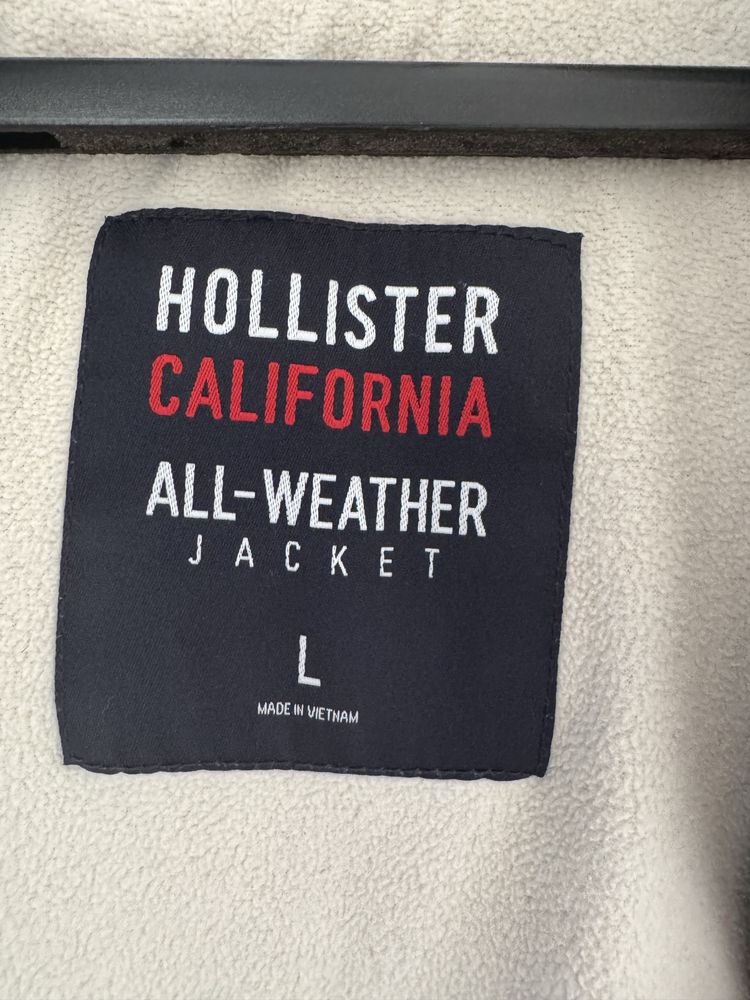 HOLLISTER
CALIFORNIA
ALL-WEATHER
JACKET
L
MADE IN VIETNAM